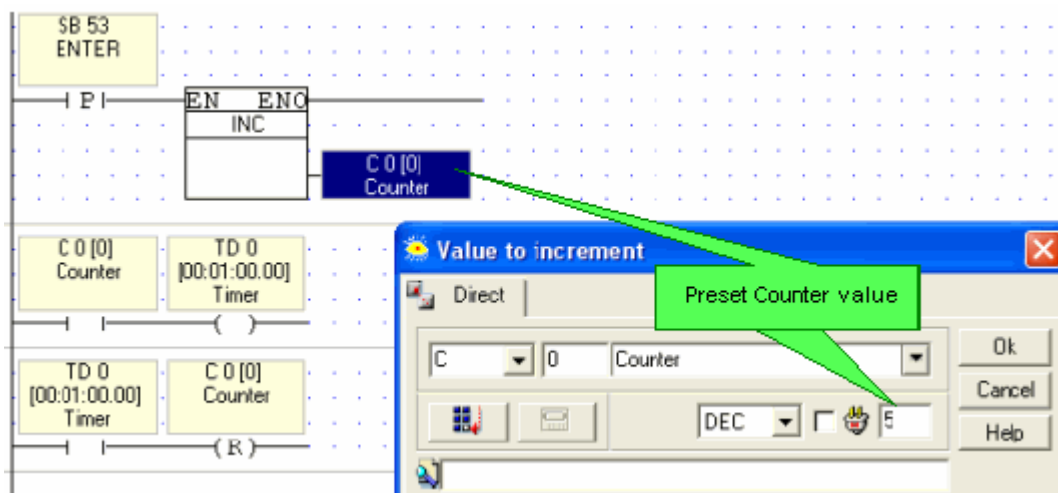 SB 53
ENTER
P
EN ENO
INC
C 0 [0]
Counter
C 0 [0]
Counter
TD 0
[00:01:00.00]
Timer
TD 0
[00:01:00.00]
Timer
C 0 [0]
Counter
R
Value to increment
Direct
Preset Counter value
C
0
Counter
Ok
Cancel
DEC
5
Help